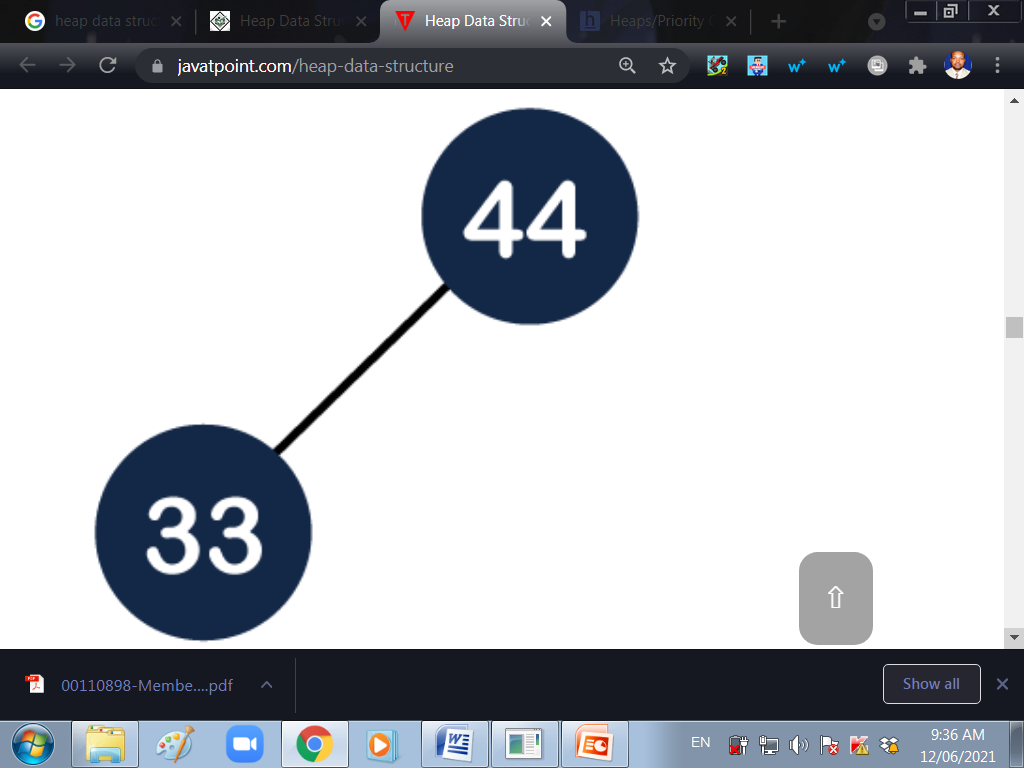 heap data struc
Heap Data Stru
Heap Data Struc
Heaps/Priority
javatpoint.com/heap-data-structure
44
33
00110898-Membe....pdf
Show all
EN
9:36 AM
12/06/2021